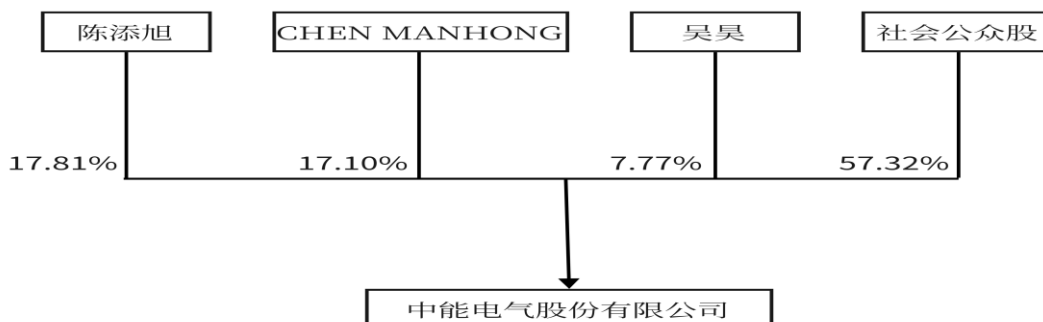 陈添旭
CHEN MANHONG
吴昊
社会公众股
17.81%
17.10%
7.77%
57.32%
中能电气股份有限公司